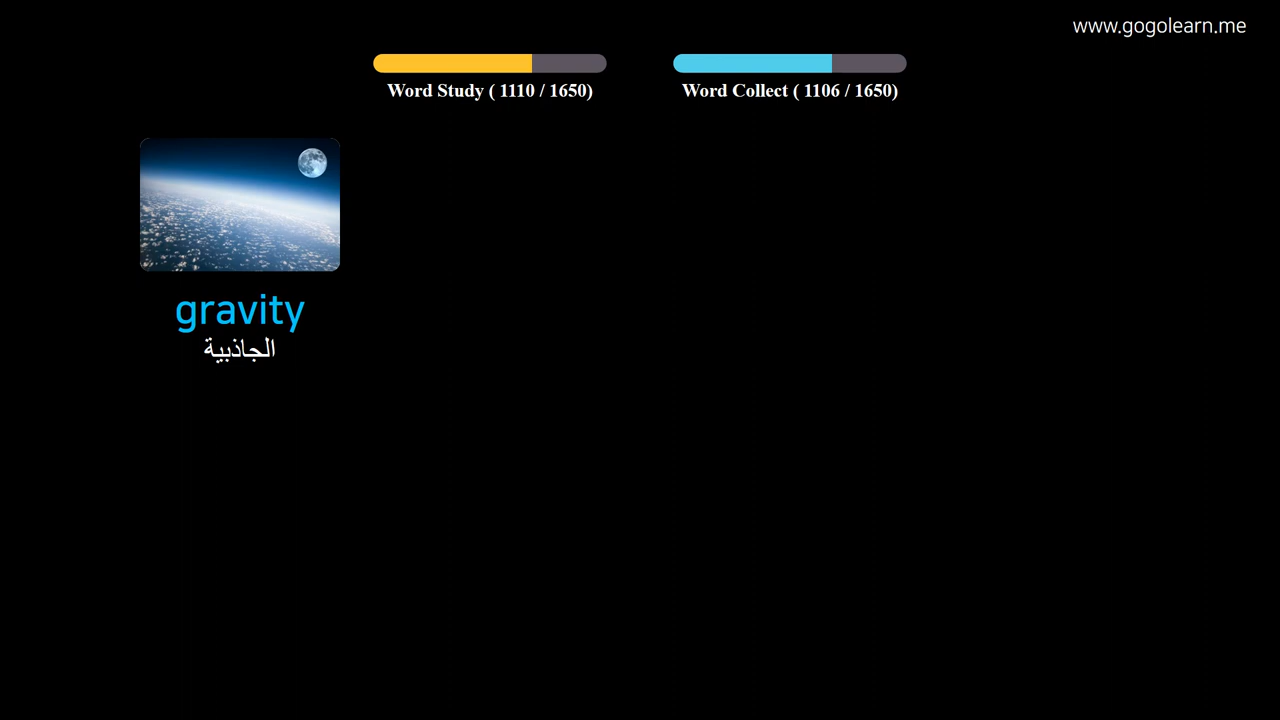 www.gogolearn.me
Word Study ( 1110 / 1650)
Word Collect ( 1106 / 1650)
gravity
الجاذبية